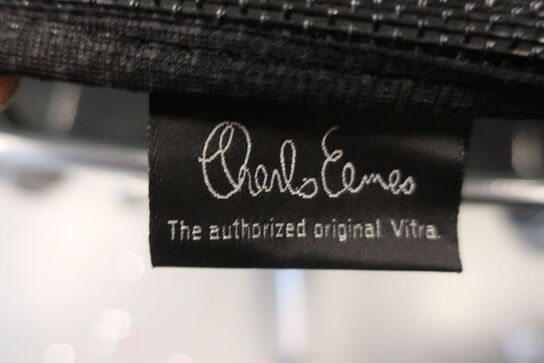 Charles Eames
The authorized original Vitra.